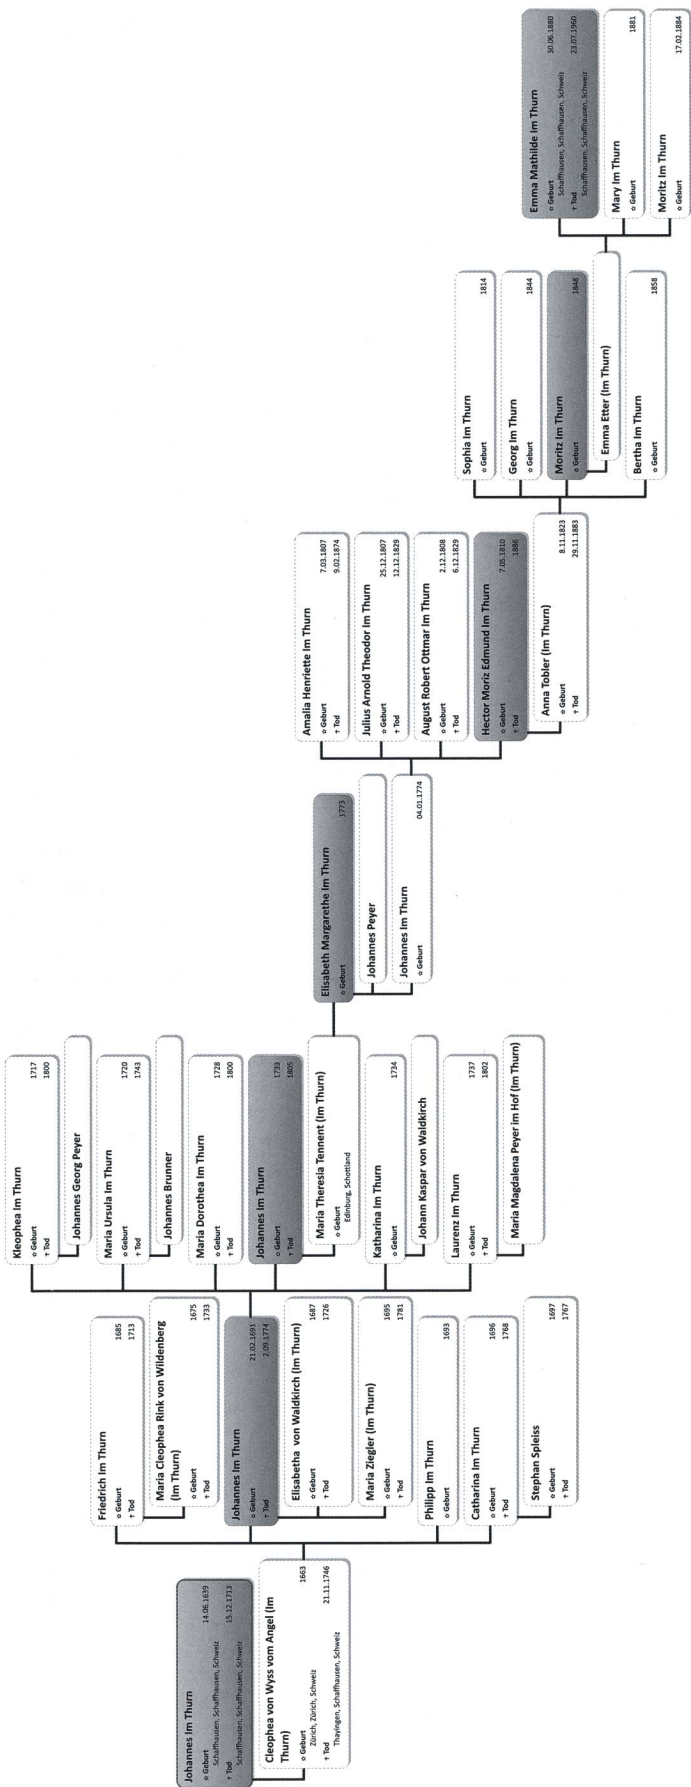 Johannes Im Thurn
✩ Geburt 14.06.1639
Schaffhausen, Schaffhausen, Schweiz
† Tod 15.12.1713
Schaffhausen, Schaffhausen, Schweiz
Cleophea von Wyss vom Angel (Im
Thurn)
✩ Geburt 1663
Zürich, Zürich, Schweiz
† Tod 21.11.1746
Thayingen, Schaffhausen, Schweiz
Friedrich Im Thurn
✩ Geburt 1685
† Tod 1713
Maria Cleophea Rink von Wildenberg
(Im Thurn)
✩ Geburt 1675
† Tod 1733
Johannes Im Thurn
✩ Geburt 21.02.1691
† Tod 2.09.1774
Elisabetha von Waldkirch (Im Thurn)
✩ Geburt 1687
† Tod 1726
Maria Ziegler (Im Thurn)
✩ Geburt 1695
† Tod 1781
Philipp Im Thurn
✩ Geburt 1693
Catharina Im Thurn
✩ Geburt 1696
† Tod 1768
Stephan Spleiss
✩ Geburt 1697
† Tod 1767
Kleophea Im Thurn
✩ Geburt 1717
† Tod 1800
Johannes Georg Peyer
Maria Ursula Im Thurn
✩ Geburt 1720
† Tod 1743
Johannes Brunner
Maria Dorothea Im Thurn
✩ Geburt 1728
† Tod 1800
Johannes Im Thurn
✩ Geburt 1733
† Tod 1805
Maria Theresia Tennent (Im Thurn)
✩ Geburt
Edinburg, Schottland
Katharina Im Thurn
✩ Geburt 1734
Johann Kaspar von Waldkirch
Laurenz Im Thurn
✩ Geburt 1737
† Tod 1802
Maria Magdalena Peyer im Hof (Im Thurn)
Elisabeth Margarethe Im Thurn
✩ Geburt 1773
Johannes Peyer
Johannes Im Thurn
✩ Geburt 04.01.1774
Amalia Henriette Im Thurn
✩ Geburt 7.03.1807
† Tod 9.02.1874
Julius Arnold Theodor Im Thurn
✩ Geburt 25.12.1807
† Tod 12.12.1829
August Robert Ottmar Im Thurn
✩ Geburt 2.12.1808
† Tod 6.12.1829
Hector Moriz Edmund Im Thurn
✩ Geburt 7.05.1810
† Tod 1886
Anna Tobler (Im Thurn)
✩ Geburt 8.11.1823
† Tod 29.11.1883
Sophia Im Thurn
✩ Geburt 1814
Georg Im Thurn
✩ Geburt 1844
Moritz Im Thurn
✩ Geburt 1848
Emma Etter (Im Thurn)
Bertha Im Thurn
✩ Geburt 1858
Emma Mathilde Im Thurn
✩ Geburt 30.06.1880
Schaffhausen, Schaffhausen, Schweiz
† Tod 23.07.1960
Schaffhausen, Schaffhausen, Schweiz
Mary Im Thurn
✩ Geburt 1881
Moritz Im Thurn
✩ Geburt 17.02.1884